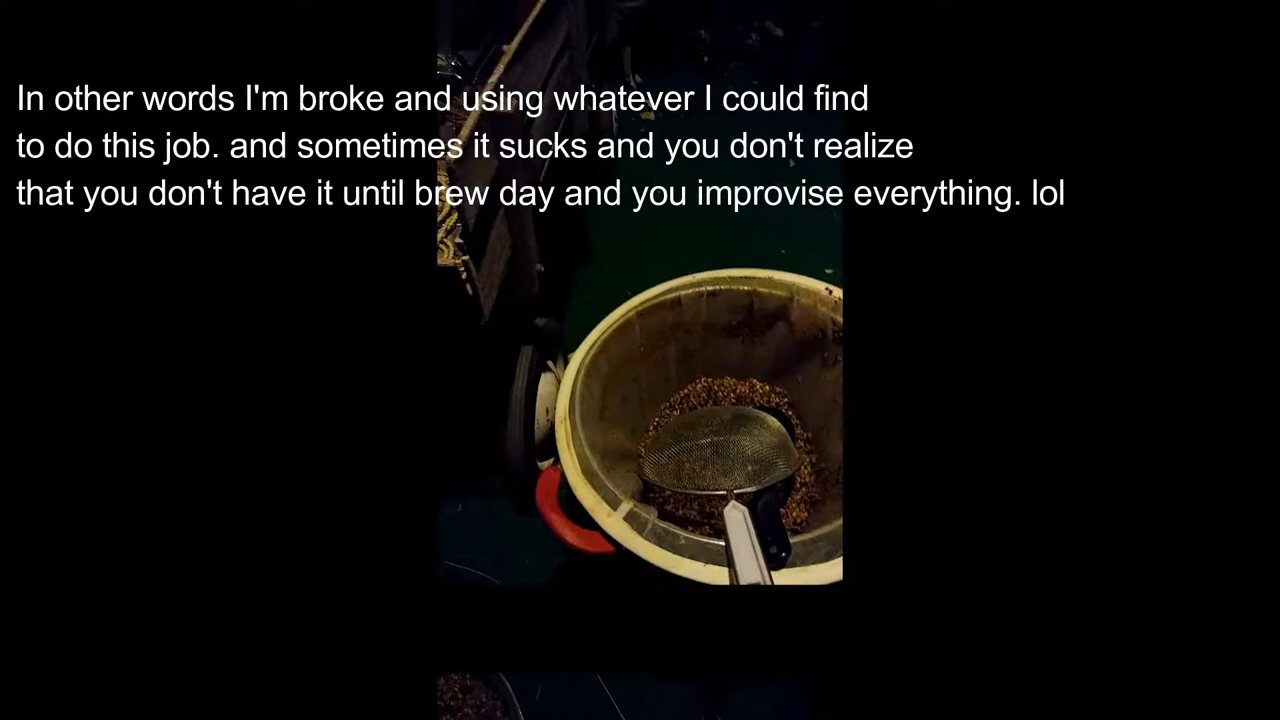 In other words I'm broke and using whatever I could find
to do this job. and sometimes it sucks and you don't realize
that you don't have it until brew day and you improvise everything. lol